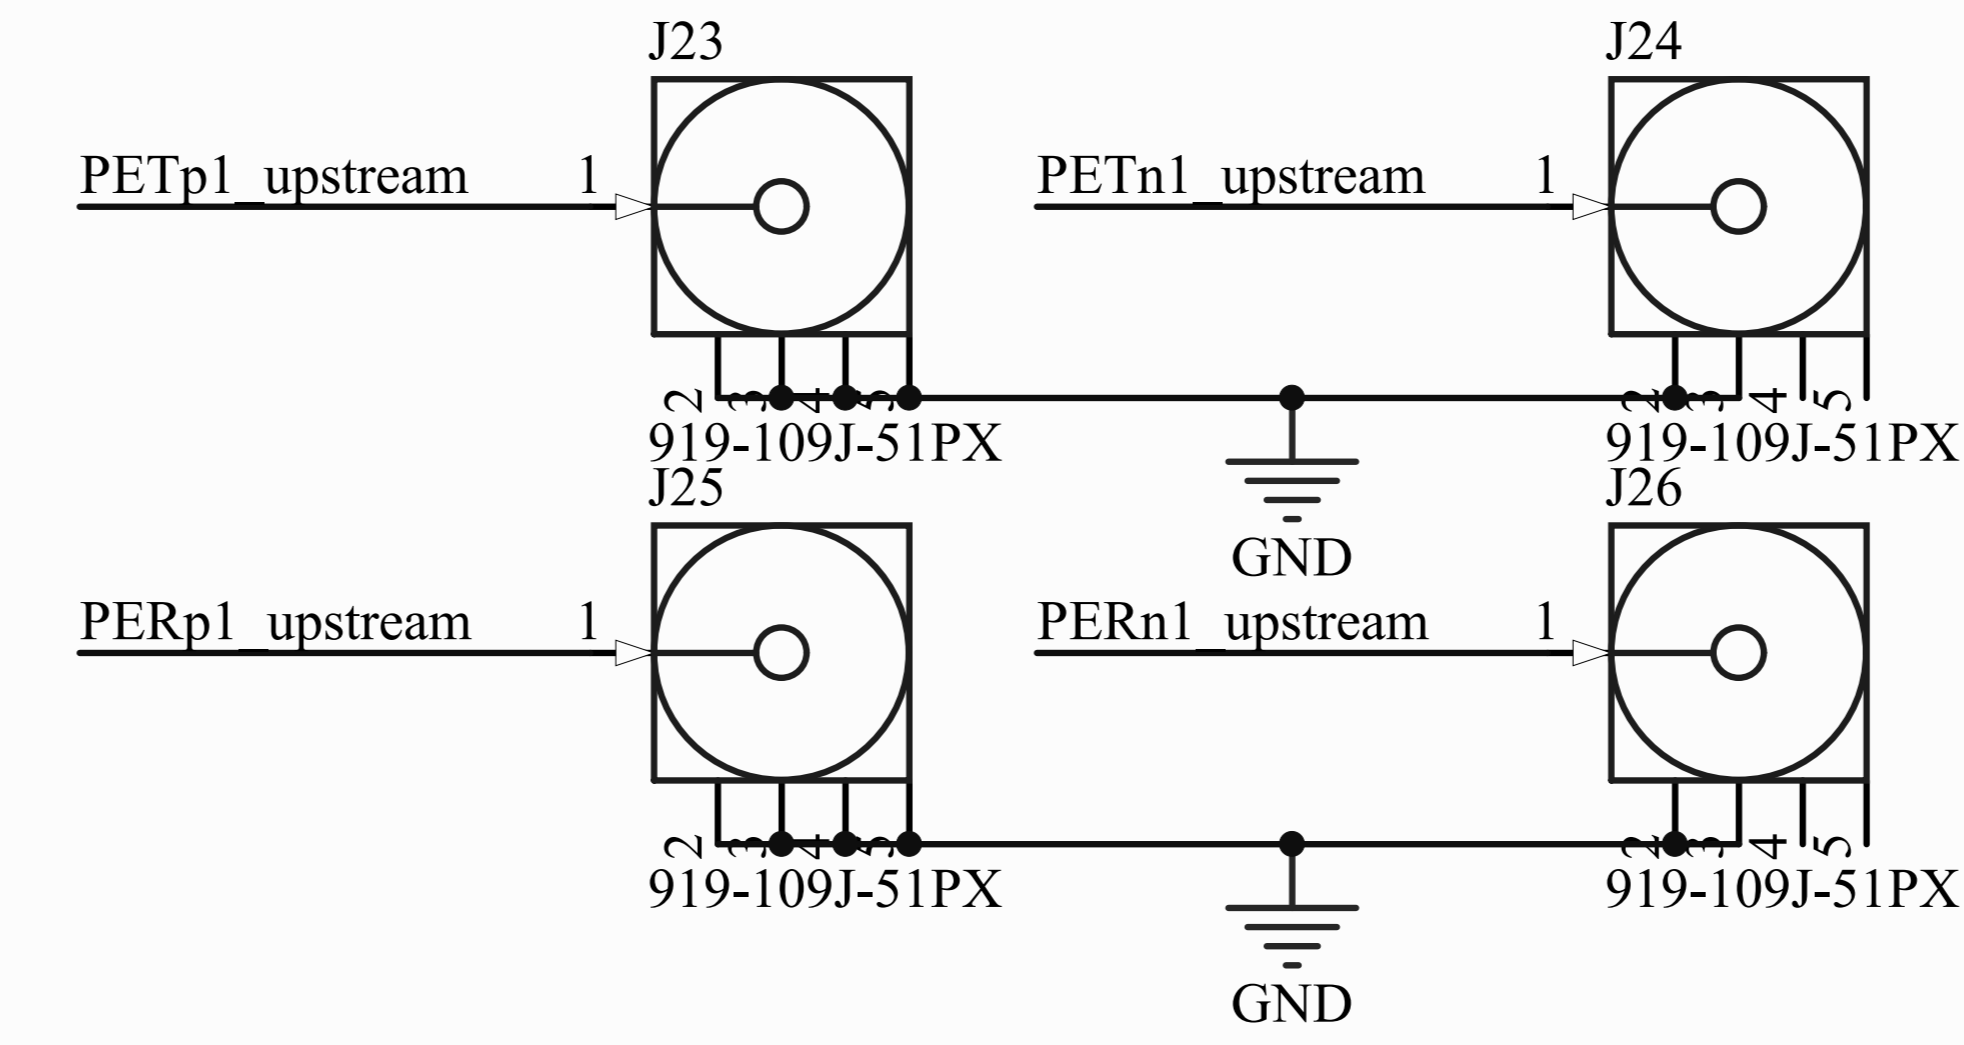 J23
J24
PETp1_upstream 1
PETn1_upstream 1
2 3 4 5
2 3 4 5
919-109J-51PX
919-109J-51PX
J25
J26
GND
PERp1_upstream 1
PERn1_upstream 1
2 3 4 5
2 3 4 5
919-109J-51PX
919-109J-51PX
GND